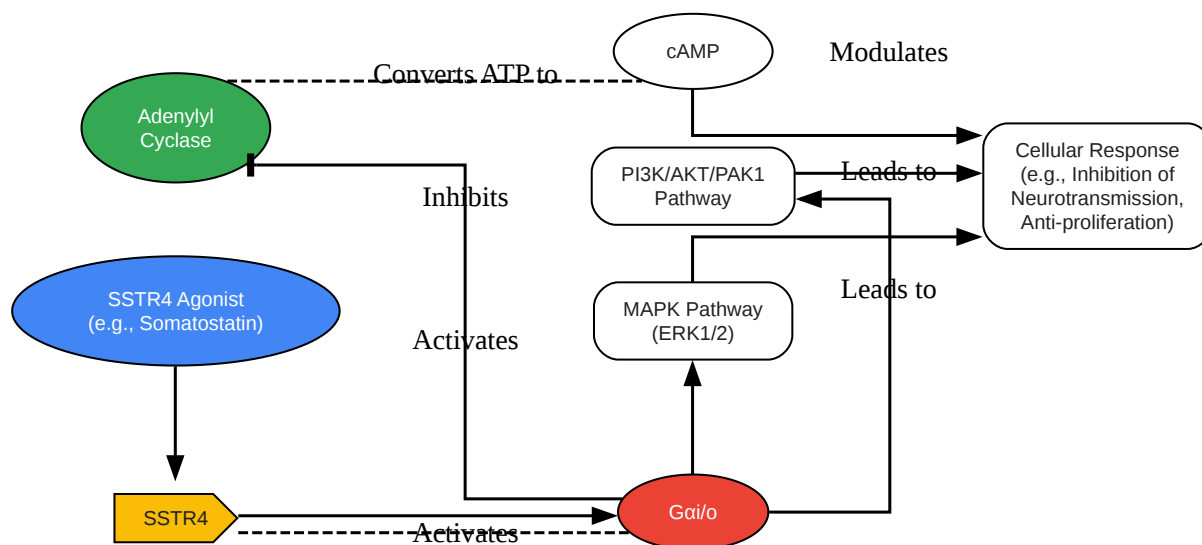 cAMP
Modulates
Converts ATP to
Adenylyl
Cyclase
Cellular Response
(e.g., Inhibition of
Neurotransmission,
Anti-proliferation)
PI3K/AKT/PAK1
Pathway
Leads to
Inhibits
SSTR4 Agonist
(e.g., Somatostatin)
MAPK Pathway
(ERK1/2)
Leads to
Activates
SSTR4
Gαi/o
Activates